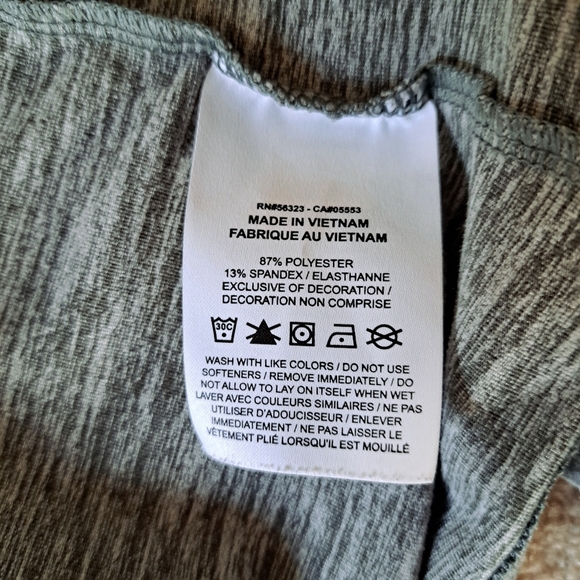 RN#56323 - CA#05553
MADE IN VIETNAM
FABRIQUE AU VIETNAM
87% POLYESTER
13% SPANDEX / ELASTHANNE
EXCLUSIVE OF DECORATION /
DECORATION NON COMPRISE
30C
WASH WITH LIKE COLORS / DO NOT USE
SOFTENERS / REMOVE IMMEDIATELY / DO
NOT ALLOW TO LAY ON ITSELF WHEN WET
LAVER AVEC COULEURS SIMILAIRES / NE PAS
UTILISER D'ADOUCISSEUR / ENLEVER
IMMEDIATEMENT / NE PAS LAISSER LE
VÊTEMENT PLIÉ LORSQU'IL EST MOUILLÉ